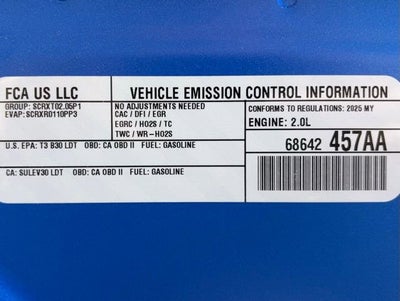 FCA US LLC
VEHICLE EMISSION CONTROL INFORMATION
GROUP: SCRXT02.05P1
EVAP: SCRXR0119PP3
NO ADJUSTMENTS NEEDED
CAC / DFI / EGR
EGRC / HO2S / TC
TWC / WR-HO2S
CONFORMS TO REGULATIONS: 2025 MY
ENGINE: 2.0L
U.S. EPA: T3 B30 LDT OBD: CA OBD II FUEL: GASOLINE
68642 457AA
CA: SULEV30 LDT OBD: CA OBD II FUEL: GASOLINE